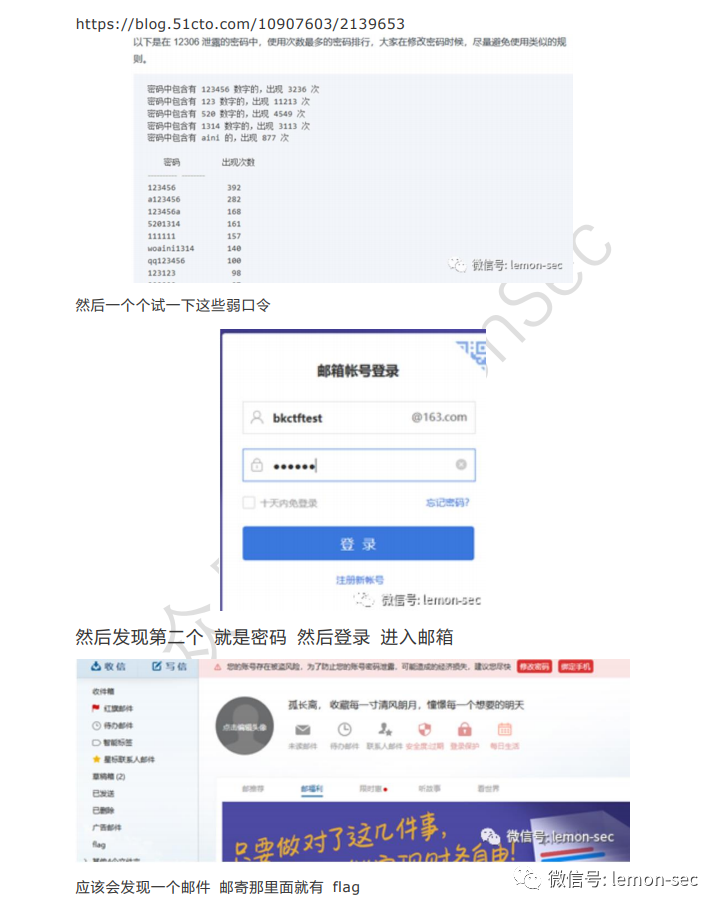 https://blog.51cto.com/10907603/2139653
以下是在 12306 泄露的密码中，使用次数最多的密码排行，大家在修改密码时候，尽量避免使用类似的规
则。
密码中包含有 123456 数字的，出现 3236 次
密码中包含有 123 数字的，出现 11213 次
密码中包含有 520 数字的，出现 4549 次
密码中包含有 1314 数字的，出现 3113 次
密码中包含有 aini 的，出现 877 次
密码 出现次数
123456 392
a123456 282
123456a 168
5201314 161
111111 157
woaini1314 140
qq123456 100
123123 98
微信号: lemon-sec
然后一个个试一下这些弱口令
邮箱帐号登录
bkctftest @163.com
十天内免登录 忘记密码?
登 录
注册新帐号
微信号: lemon-sec
然后发现第二个 就是密码 然后登录 进入邮箱
收信 写信
您的账号存在被盗风险，为了防止您的账号密码泄露，可能造成的经济损失，建议您尽快 修改密码 绑定手机
收件箱
红旗邮件
待办邮件
智能标签
星标联系人邮件
草稿箱 (2)
已发送
已删除
广告邮件
flag
点击编辑头像
孤长高， 收藏每一寸清风朗月，憧憬每一个想要的明天
未读邮件 待办邮件 联系人邮件 安全度:过期 登录保护 每日生活
邮推荐 邮福利 限时赢 听故事 看世界
只要做对了这几件事，
微信号: lemon-sec
应该会发现一个邮件 邮寄那里面就有 flag
微信号: lemon-sec